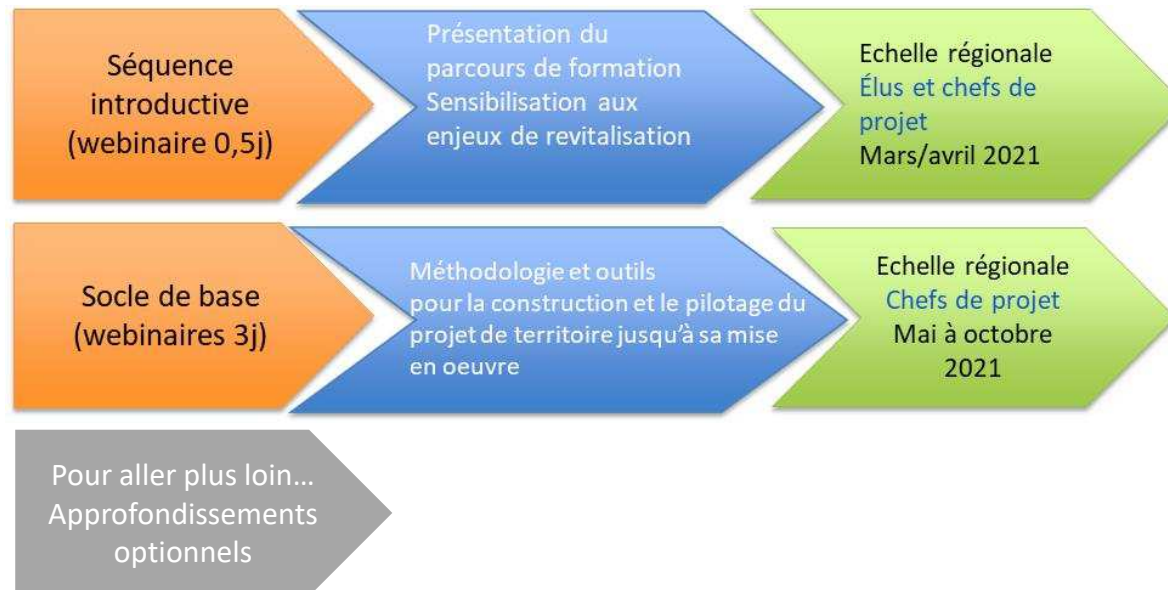 Séquence
introductive
(webinaire 0,5j)
Présentation du
parcours de formation
Sensibilisation aux
enjeux de revitalisation
Echelle régionale
Élus et chefs de
projet
Mars/avril 2021
Socle de base
(webinaires 3j)
Méthodologie et outils
pour la construction et le pilotage du
projet de territoire jusqu'à sa mise
en oeuvre
Echelle régionale
Chefs de projet
Mai à octobre
2021
Pour aller plus loin...
Approfondissements
optionnels